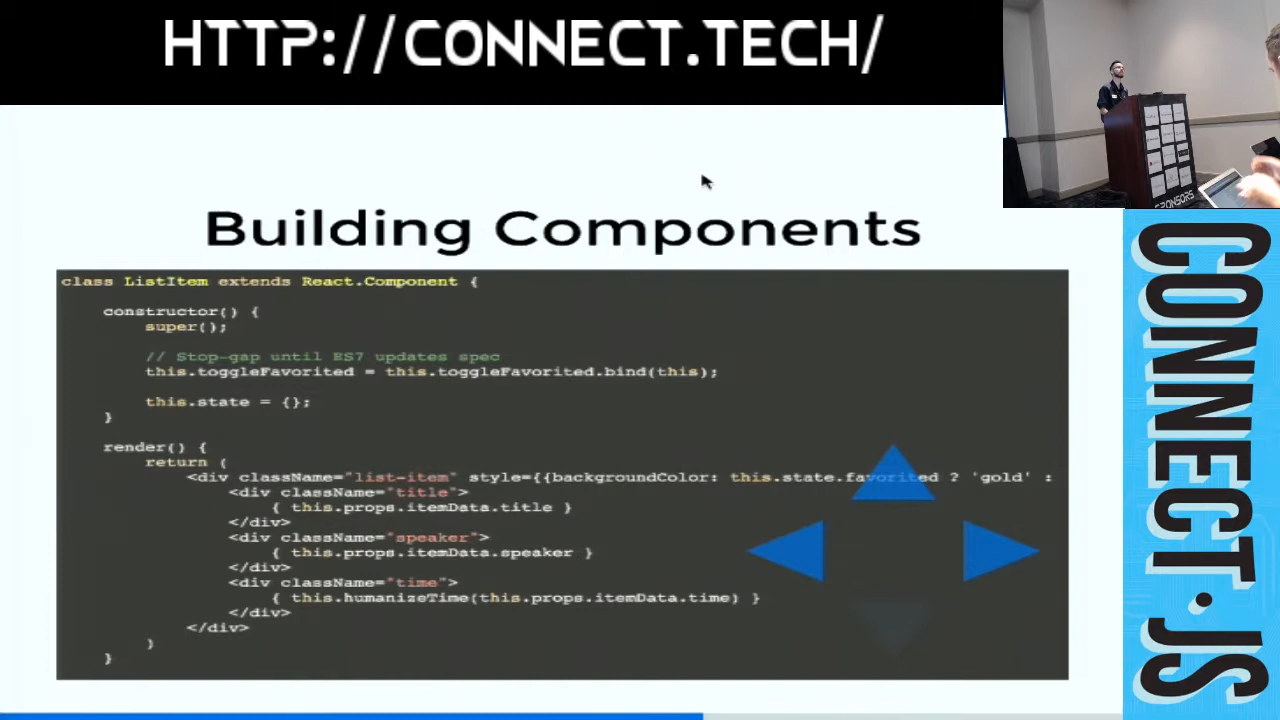 HTTP://CONNECT.TECH/
Building Components
class ListItem extends React.Component {
constructor() {
super();
// Stop-gap until ES7 updates spec
this.toggleFavorited = this.toggleFavorited.bind(this);
this.state = {};
}
render() {
return (
<div className="list-item" style={{backgroundColor: this.state.favorited ? 'gold' :
<div className="title">
{ this.props.itemData.title }
</div>
<div className="speaker">
{ this.props.itemData.speaker }
</div>
<div className="time">
{ this.humanizeTime(this.props.itemData.time) }
</div>
</div>
)
}
SPONSORS
CONNECT.JS